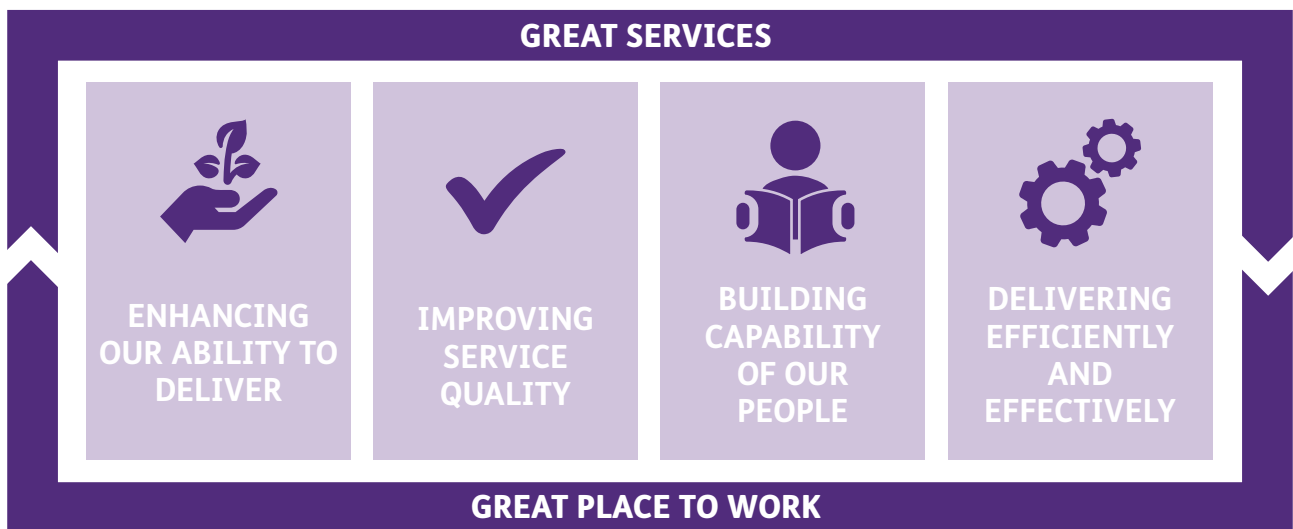 GREAT SERVICES
ENHANCING
OUR ABILITY TO
DELIVER
IMPROVING
SERVICE
QUALITY
BUILDING
CAPABILITY
OF OUR
PEOPLE
DELIVERING
EFFICIENTLY
AND
EFFECTIVELY
GREAT PLACE TO WORK